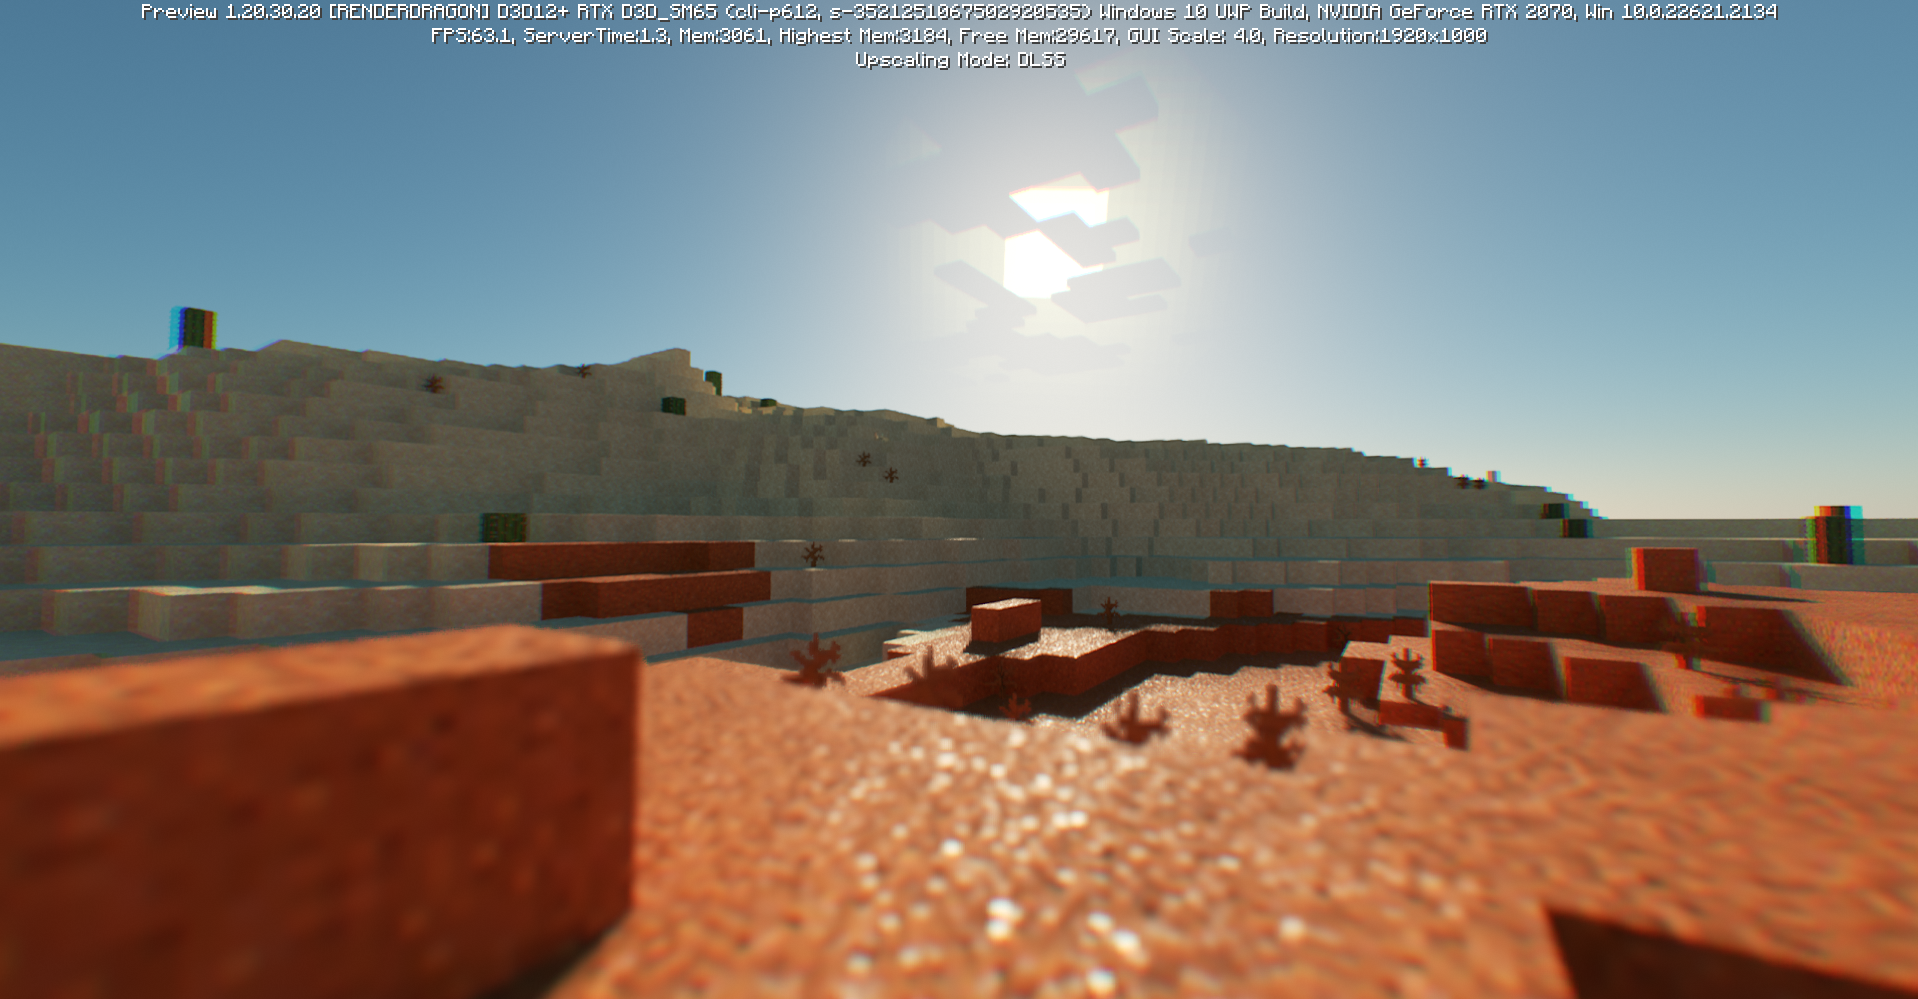 Preview 1.20.30.20 [RENDERDRAGON] D3D12+ RTX D3D_SM65 (cli-p612, s-3521251067502920535) Windows 10 UWP Build, NVIDIA GeForce RTX 2070, Win 10.0.22621.2134
FPS:63.1, ServerTime:1.3, Mem:3061, Highest Mem:3184, Free Mem:29617, GUI Scale: 4.0, Resolution:1920x1000
Upscaling Mode: DLSS